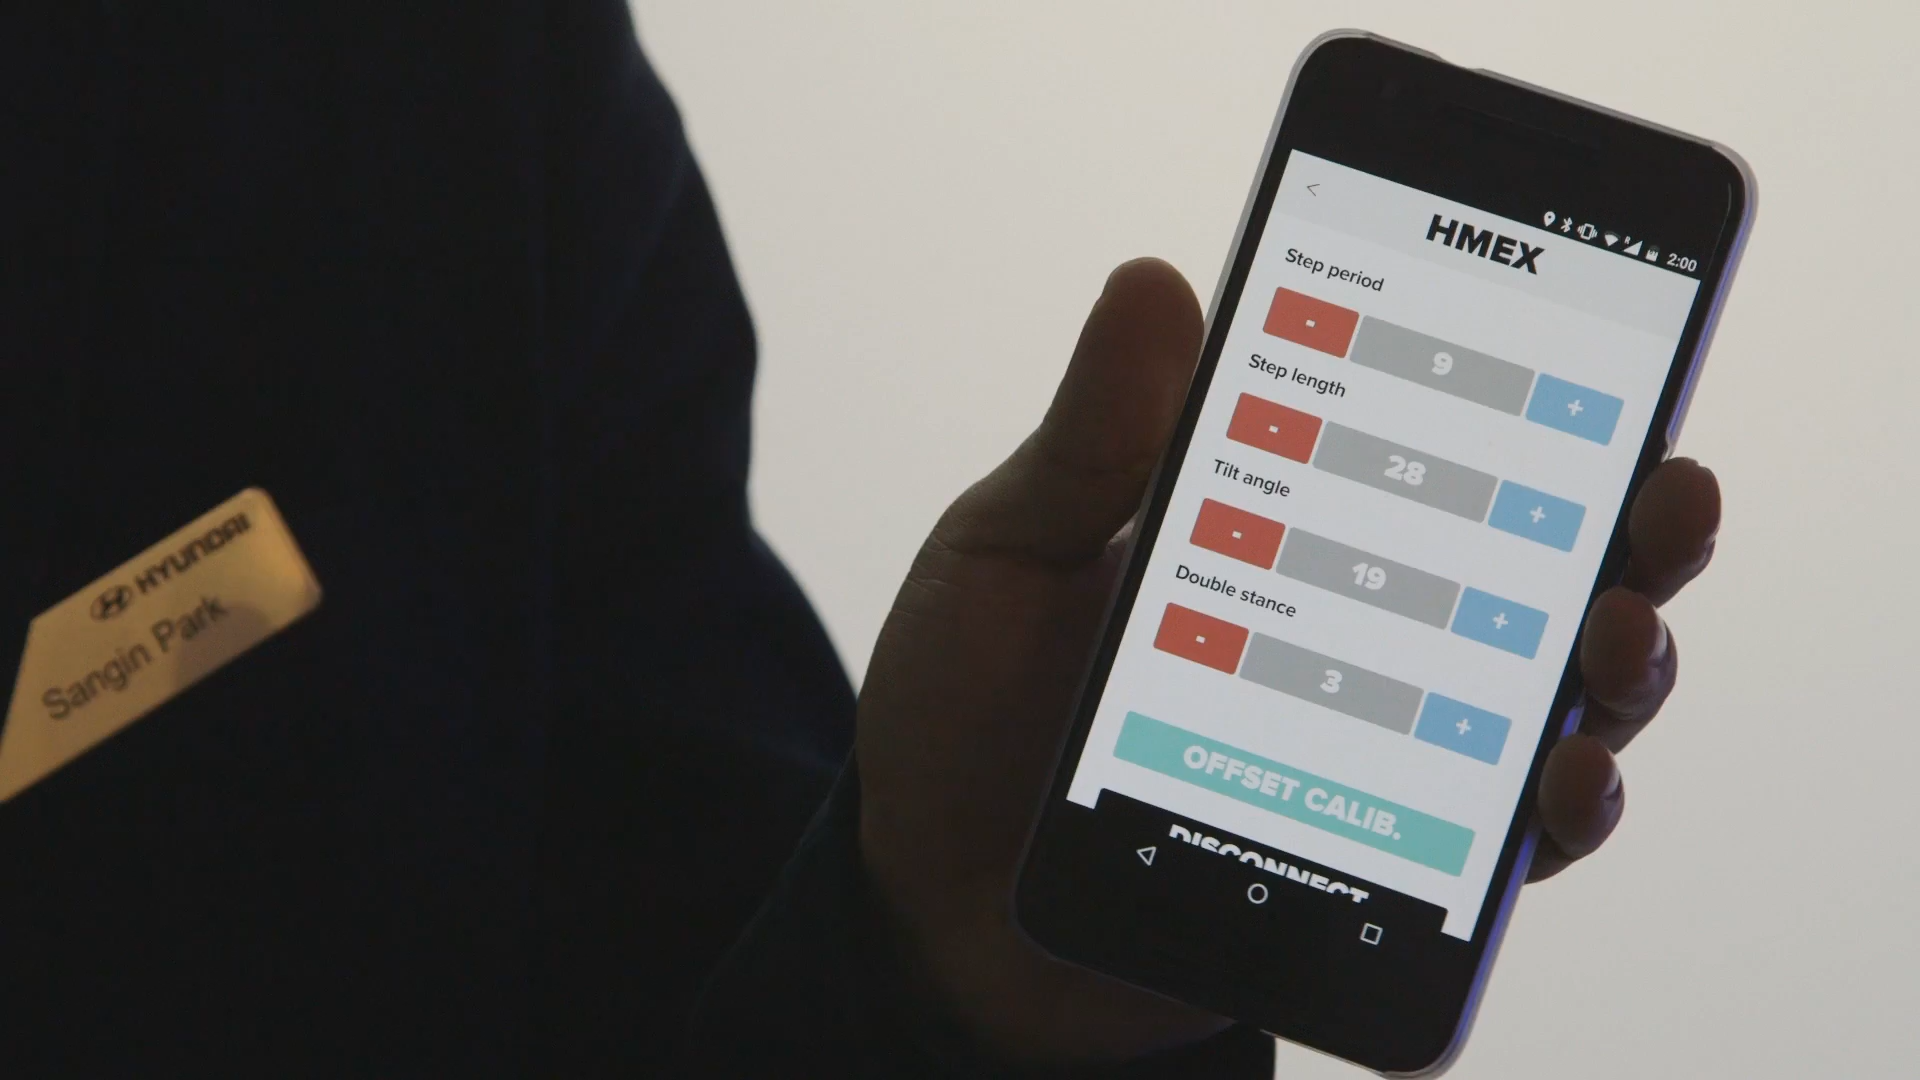 HYUNDAI
Sangin Park
2:00
<
HMEX
Step period
- 9 +
Step length
- 28 +
Tilt angle
- 19 +
Double stance
- 3 +
OFFSET CALIB.
DISCONNECT